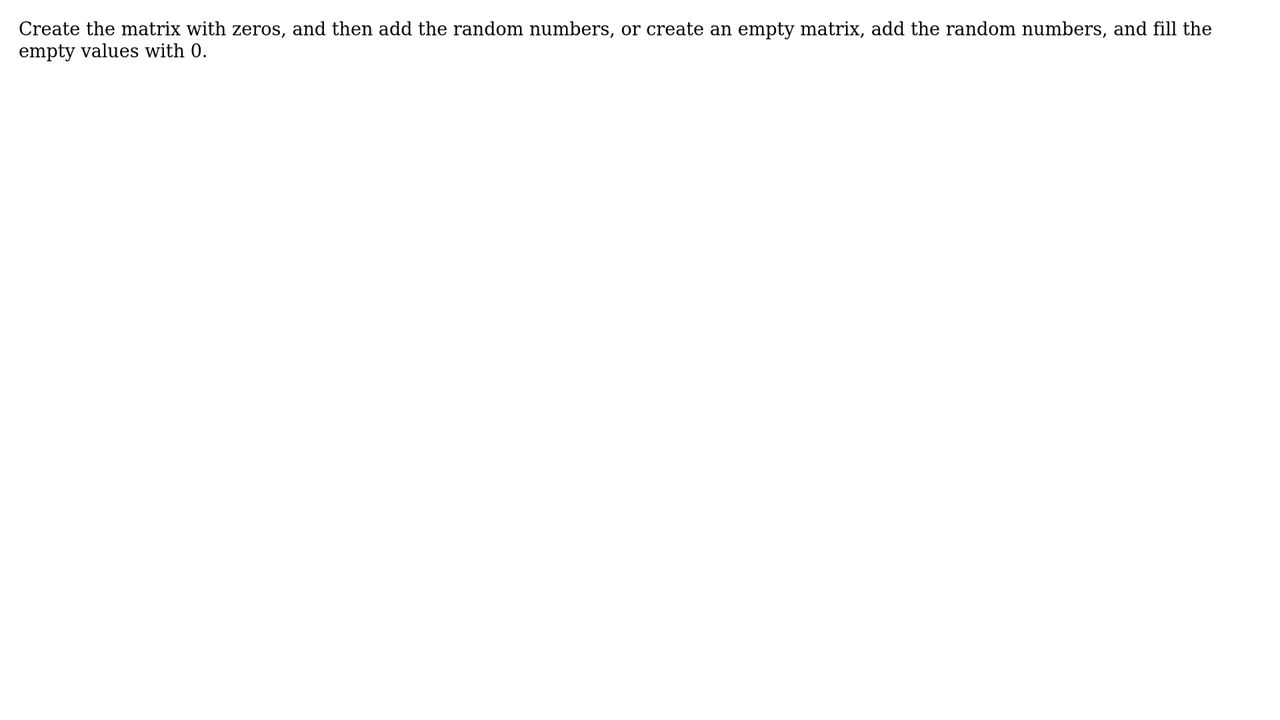 Create the matrix with zeros, and then add the random numbers, or create an empty matrix, add the random numbers, and fill the
empty values with 0.